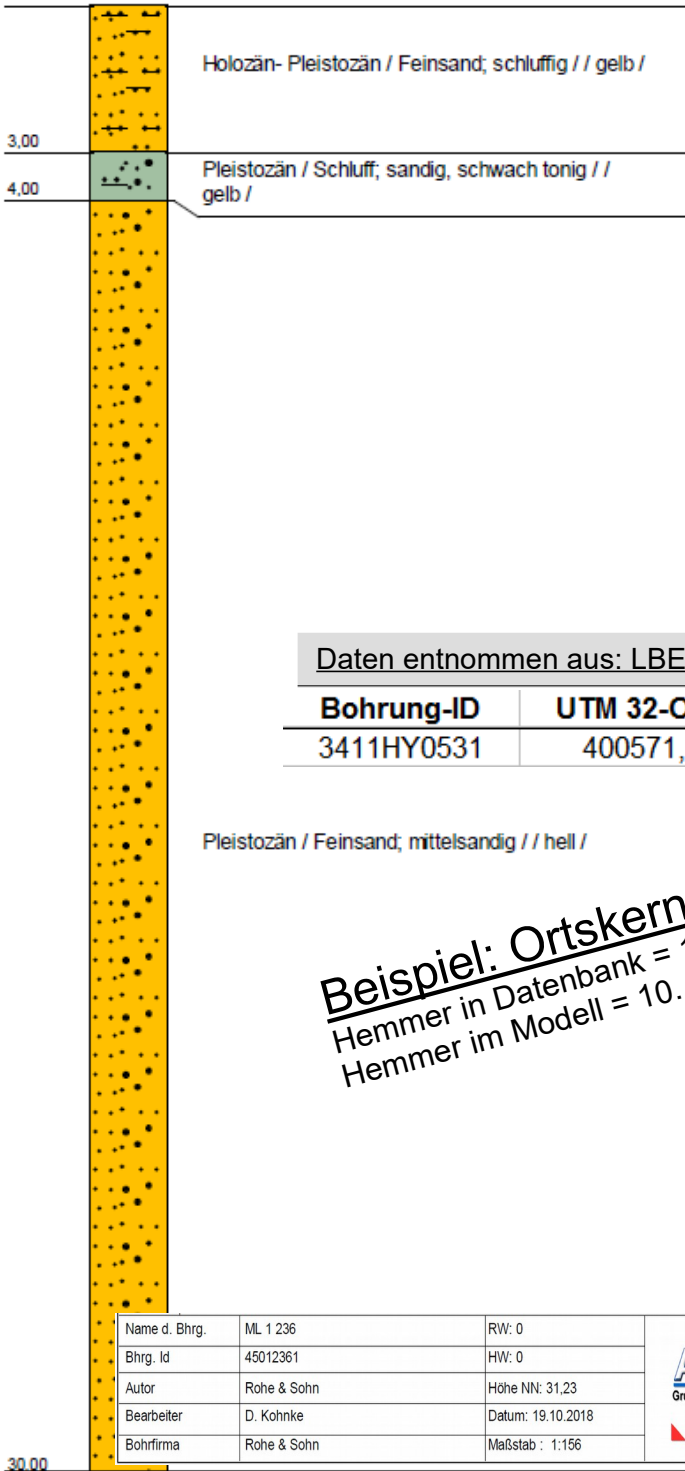 Holozän- Pleistozän / Feinsand; schluffig / / gelb /
3,00
Pleistozän / Schluff; sandig, schwach tonig / /
gelb /
4,00
Daten entnommen aus: LBE
Bohrung-ID UTM 32-O
3411HY0531 400571,
Pleistozän / Feinsand; mittelsandig / / hell /
Beispiel: Ortskern
Hemmer in Datenbank = 1
Hemmer im Modell = 10.
Name d. Bhrg. ML 1 236 RW: 0
Bhrg. Id 45012361 HW: 0
Autor Rohe & Sohn Höhe NN: 31,23
Bearbeiter D. Kohnke Datum: 19.10.2018
Bohrfirma Rohe & Sohn Maßstab : 1:156
30,00